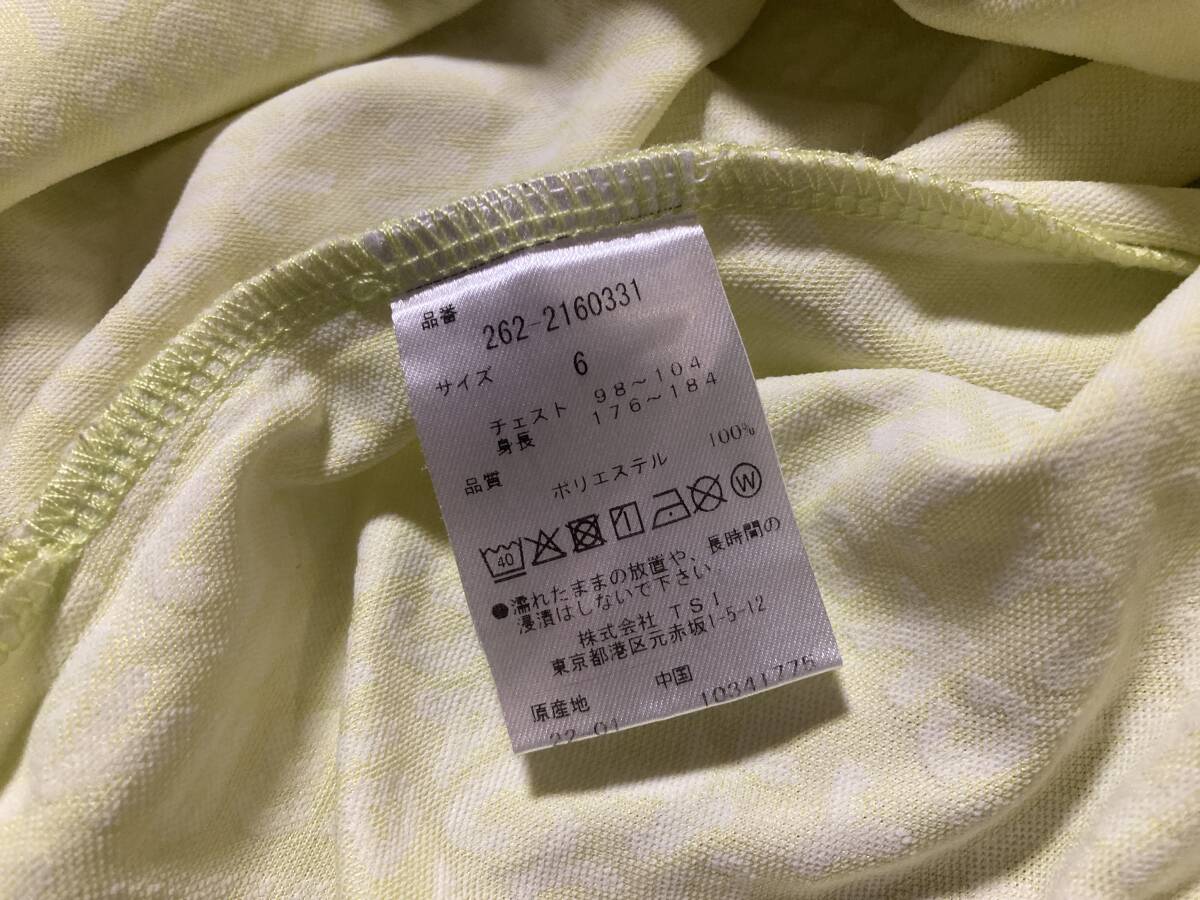 品番 262-2160331
サイズ 6
チェスト 98～104
身長 176～184
品質 ポリエステル 100%
40 W
●濡れたままの放置や、長時間の
浸漬はしないで下さい
株式会社 TSI
東京都港区元赤坂1-5-12
原産地 中国
22-01 10341775